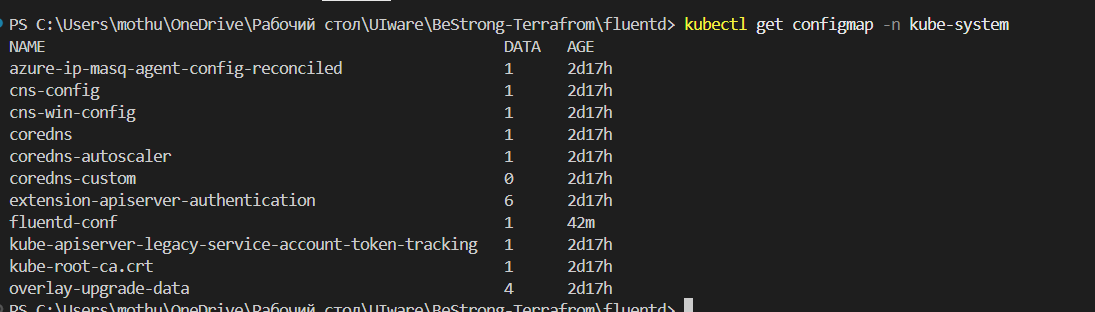 PS C:\Users\mothu\OneDrive\Рабочий стол\UIware\BeStrong-Terrafrom\fluentd> kubectl get configmap -n kube-system
NAME DATA AGE
azure-ip-masq-agent-config-reconciled 1 2d17h
cns-config 1 2d17h
cns-win-config 1 2d17h
coredns 1 2d17h
coredns-autoscaler 1 2d17h
coredns-custom 0 2d17h
extension-apiserver-authentication 6 2d17h
fluentd-conf 1 42m
kube-apiserver-legacy-service-account-token-tracking 1 2d17h
kube-root-ca.crt 1 2d17h
overlay-upgrade-data 4 2d17h
PS C:\Users\mothu\OneDrive\Рабочий стол\UIware\BeStrong-Terrafrom\fluentd>